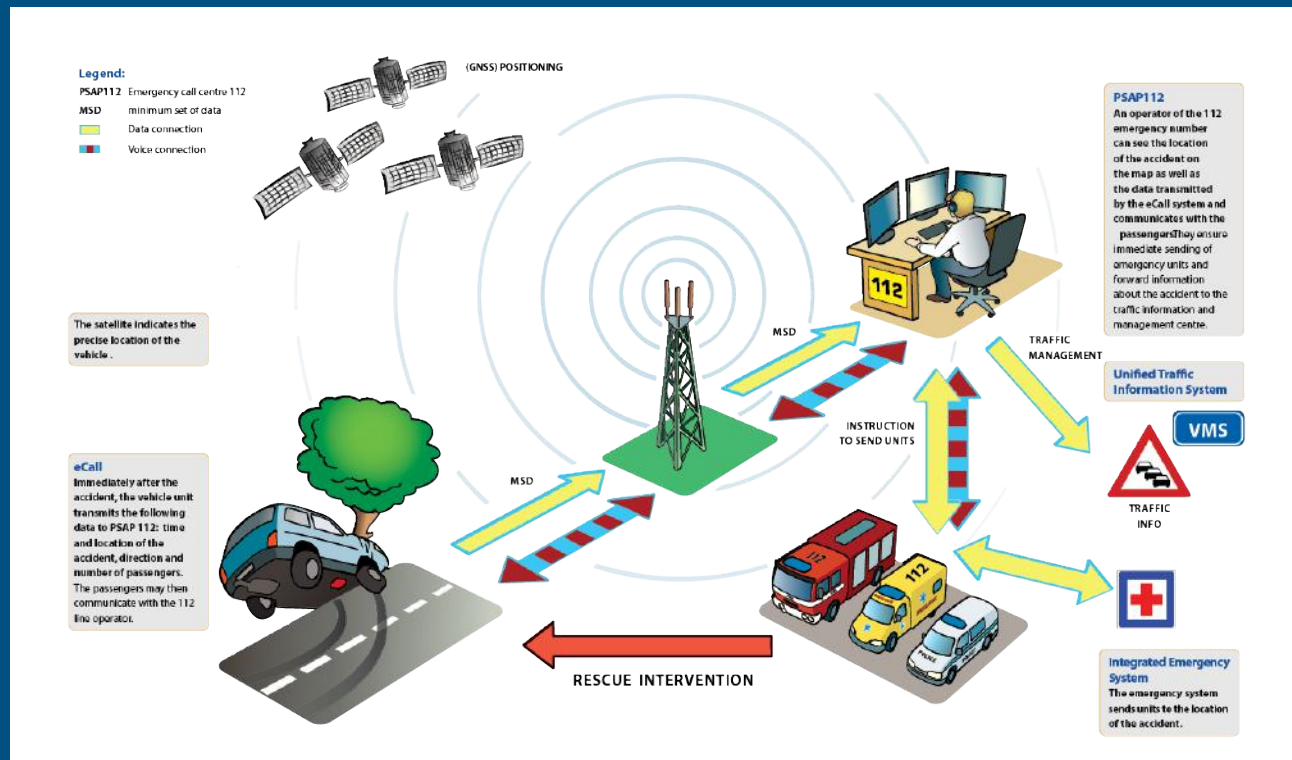 Legend:
PSAP112 Emergency call centre 112
MSD minimum set of data
Data connection
Voice connection
(GNSS) POSITIONING
PSAP112
An operator of the 112
emergency number
can see the location
of the accident on
the map as well as
the data transmitted
by the eCall system and
communicates with the
passengersThey ensure
immediate sending of
emergency units and
forward information
about the accident to the
traffic information and
management centre.
112
The satellite indicates the
precise location of the
vehicle .
MSD
TRAFFIC
MANAGEMENT
Unified Traffic
Information System
VMS
INSTRUCTION
TO SEND UNITS
TRAFFIC
INFO
eCall
Immediately after the
accident, the vehicle unit
transmits the following
data to PSAP 112: time
and location of the
accident, direction and
number of passengers.
The passengers may then
communicate with the 112
line operator.
MSD
112
112
AMBULANCE
POLICE
POLICE
RESCUE INTERVENTION
Integrated Emergency
System
The emergency system
sends units to the location
of the accident.